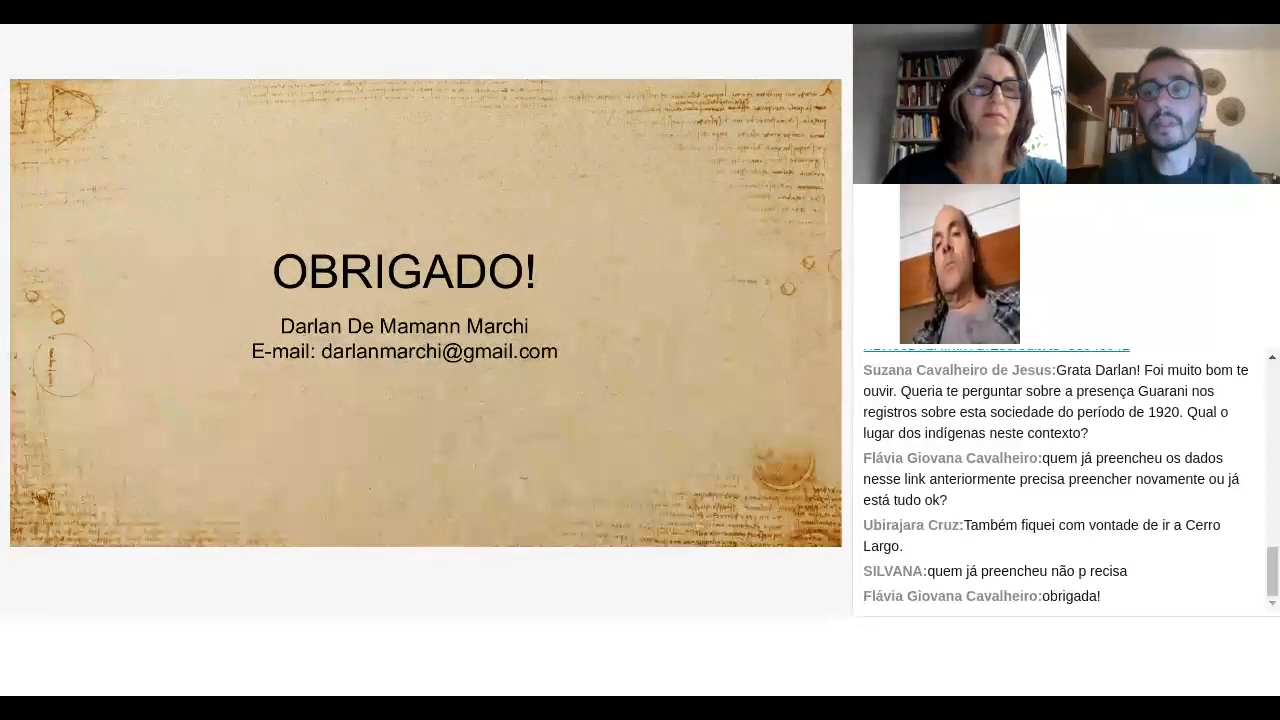 OBRIGADO!
Darlan De Mamann Marchi
E-mail: darlanmarchi@gmail.com
Suzana Cavalheiro de Jesus:Grata Darlan! Foi muito bom te
ouvir. Queria te perguntar sobre a presença Guarani nos
registros sobre esta sociedade do período de 1920. Qual o
lugar dos indígenas neste contexto?
Flávia Giovana Cavalheiro:quem já preencheu os dados
nesse link anteriormente precisa preencher novamente ou já
está tudo ok?
Ubirajara Cruz:Também fiquei com vontade de ir a Cerro
Largo.
SILVANA:quem já preencheu não p recisa
Flávia Giovana Cavalheiro:obrigada!